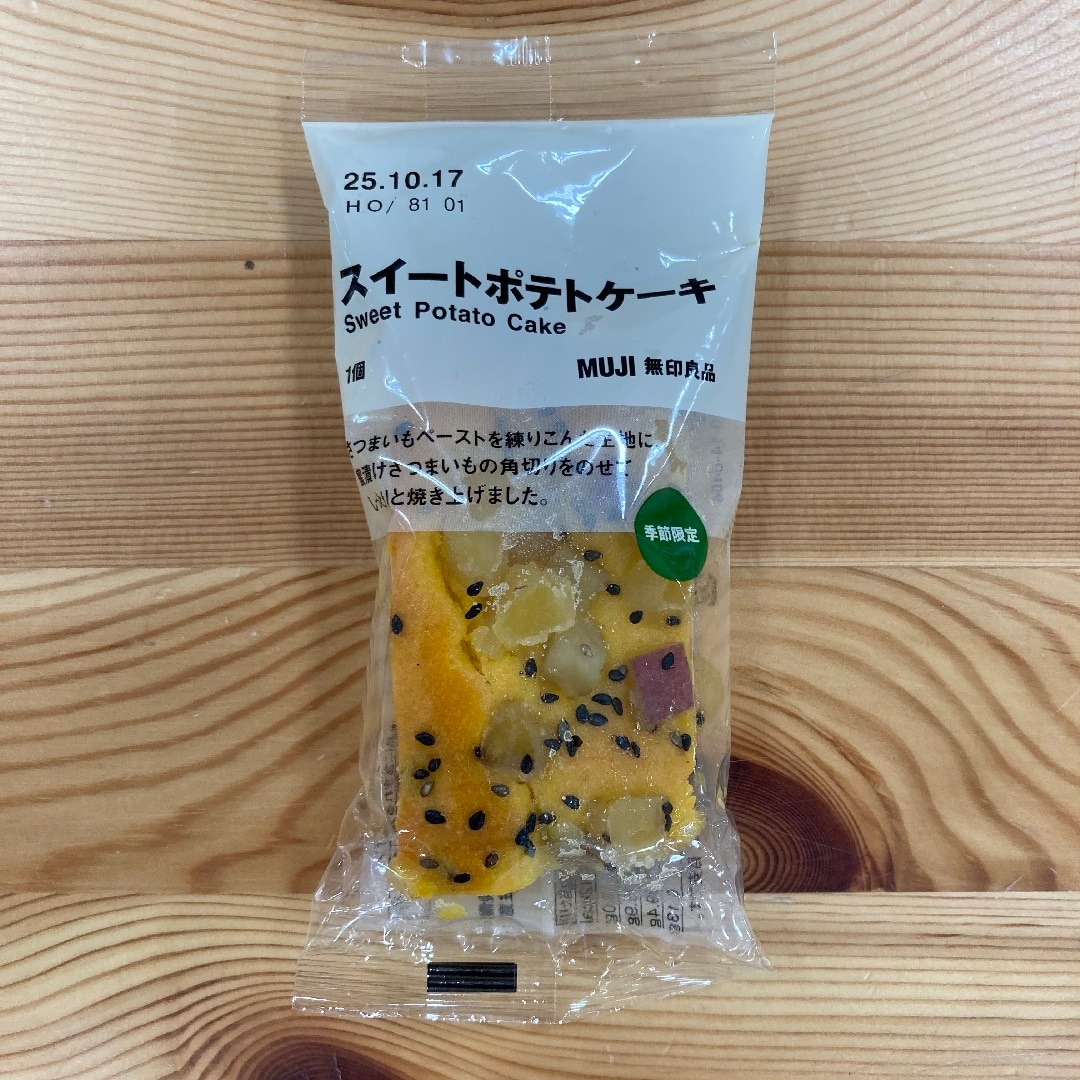 25.10.17
HO/ 81 01
スイートポテトケーキ
Sweet Potato Cake
1個
MUJI 無印良品
さつまいもペーストを練りこんだ生地に、
蜜漬けさつまいもの角切りをのせて
しっとりと焼き上げました。
季節限定